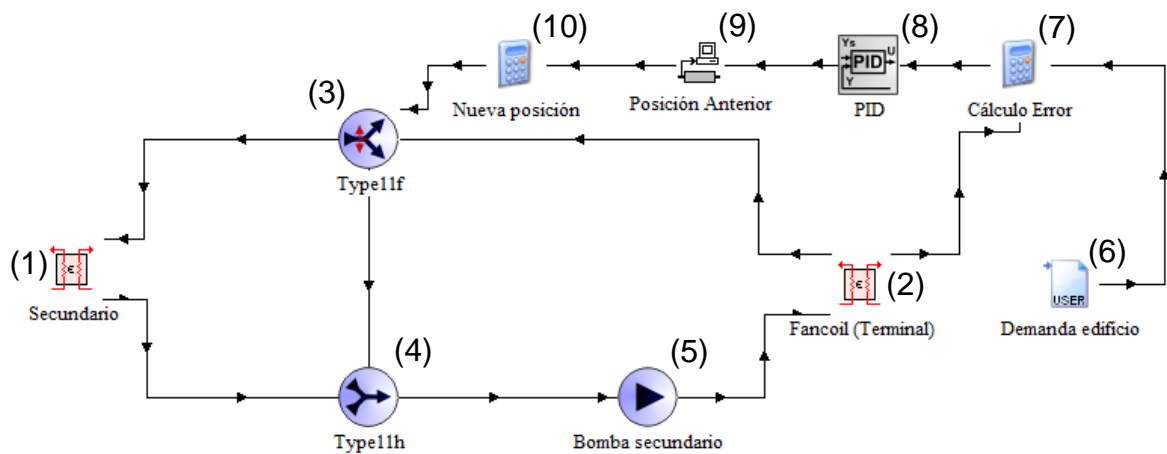 (10)
(9)
(8)
(7)
Ys
U
PID
Y
(3)
Nueva posición
Posición Anterior
PID
Cálculo Error
Type11f
(1)
ε
(2)
ε
(6)
USER
Secundario
Fancoil (Terminal)
Demanda edificio
(4)
(5)
Type11h
Bomba secundario